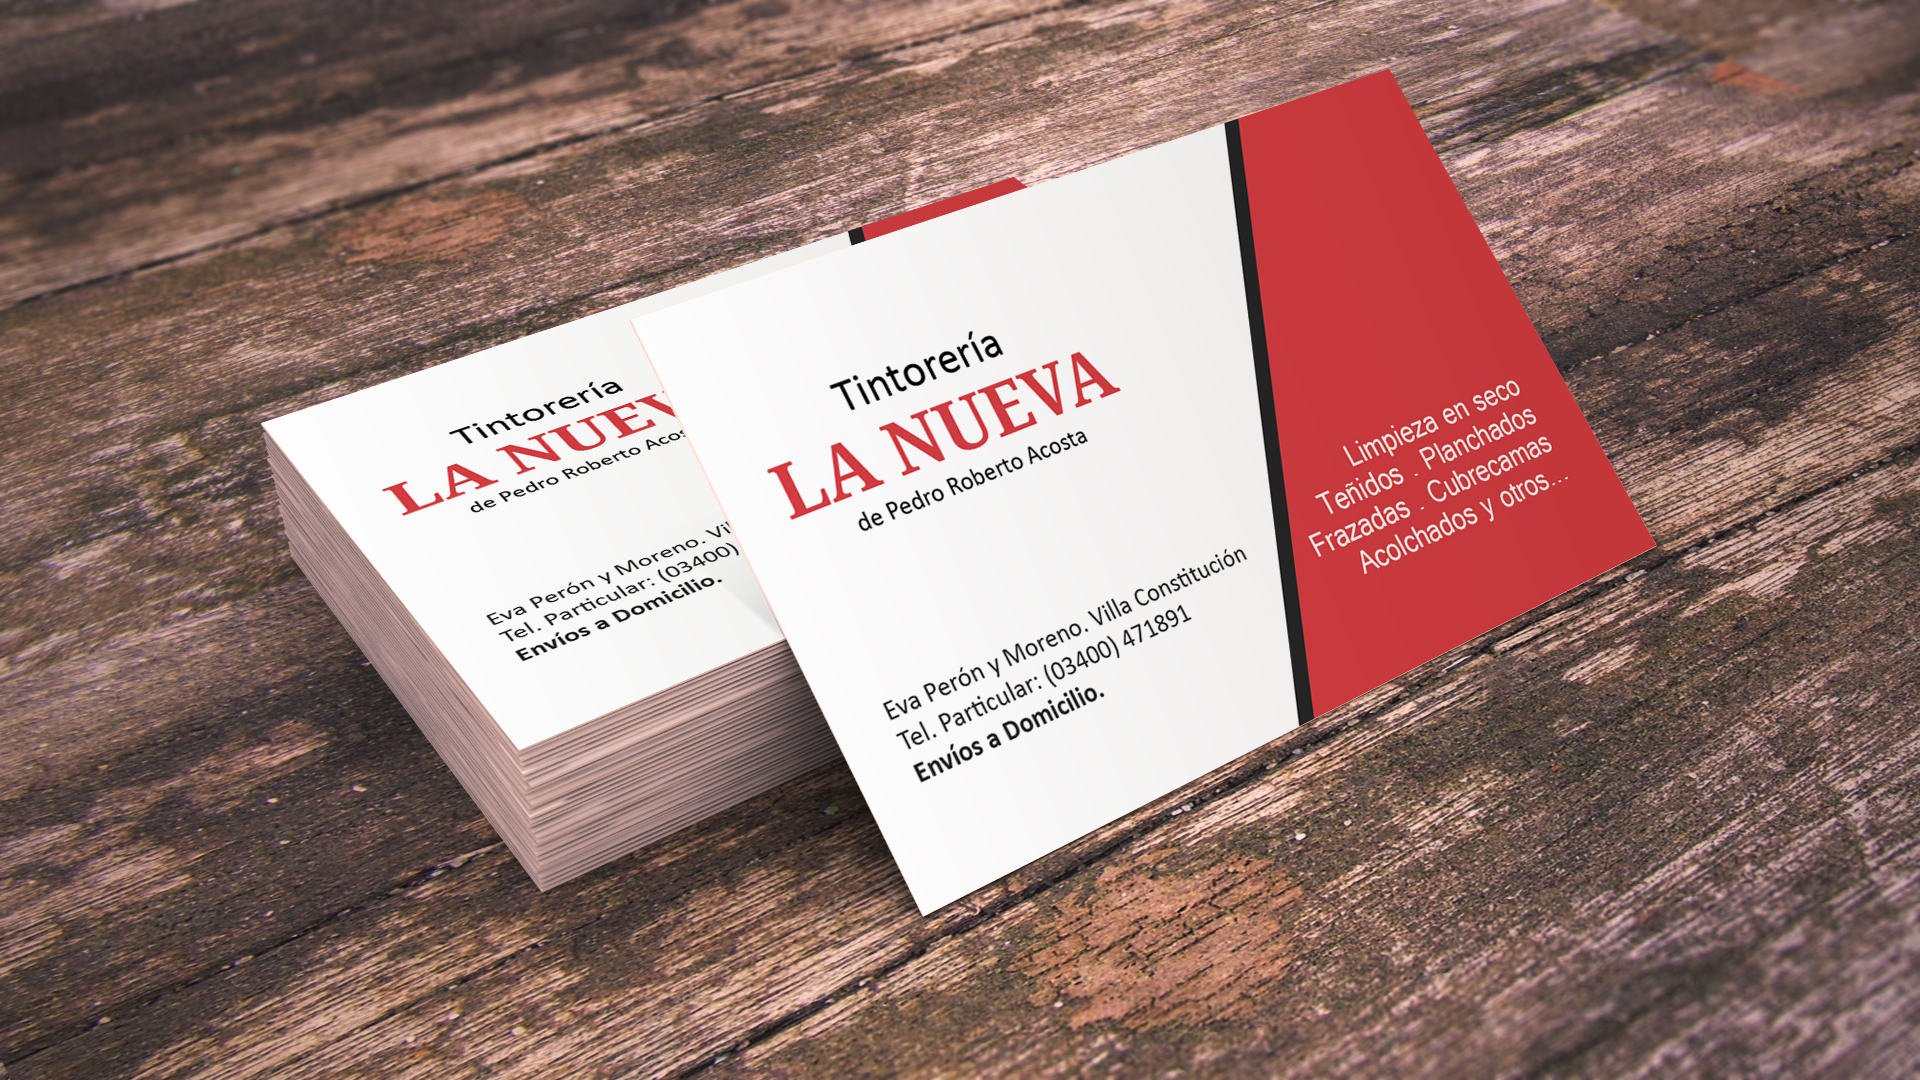 Tintorería
LA NUEV
de Pedro Roberto Acos
Eva Perón y Moreno. Vil
Tel. Particular: (03400)
Envíos a Domicilio.
Tintorería
LA NUEVA
de Pedro Roberto Acosta
Eva Perón y Moreno. Villa Constitución
Tel. Particular: (03400) 471891
Envíos a Domicilio.
Limpieza en seco
Teñidos . Planchados
Frazadas . Cubrecamas
Acolchados y otros...